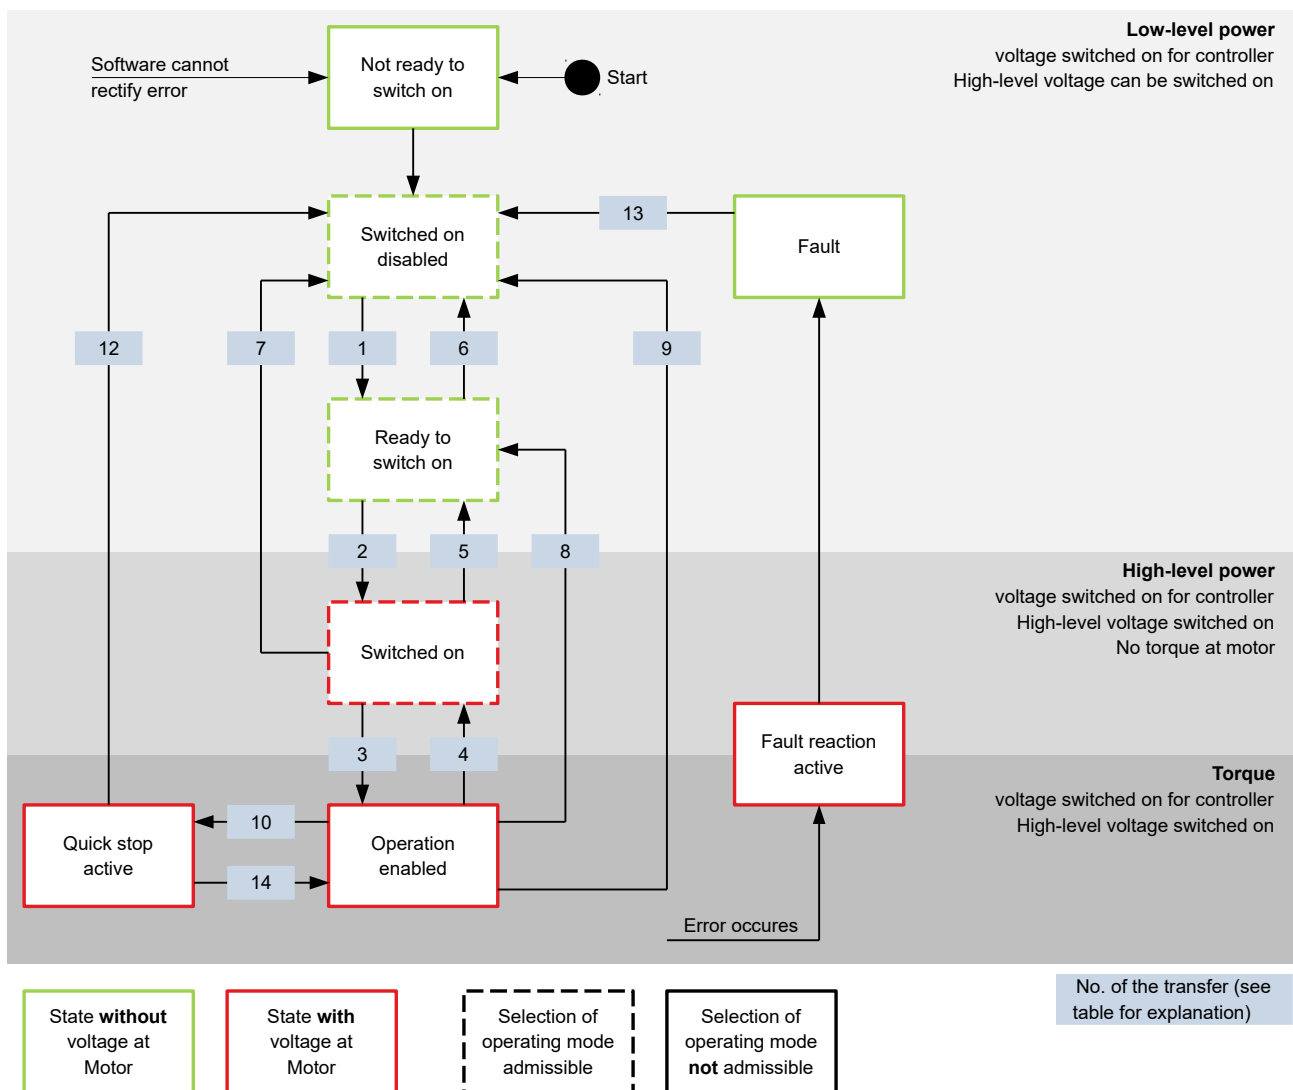 Low-level power
voltage switched on for controller
High-level voltage can be switched on
Software cannot
rectify error
Not ready to
switch on
Start
Switched on
disabled
13
Fault
12
7
1
6
9
Ready to
switch on
2
5
8
High-level power
voltage switched on for controller
High-level voltage switched on
No torque at motor
Switched on
3
4
Fault reaction
active
Torque
voltage switched on for controller
High-level voltage switched on
Quick stop
active
10
14
Operation
enabled
Error occures
State without
voltage at
Motor
State with
voltage at
Motor
Selection of
operating mode
admissible
Selection of
operating mode
not admissible
No. of the transfer (see
table for explanation)